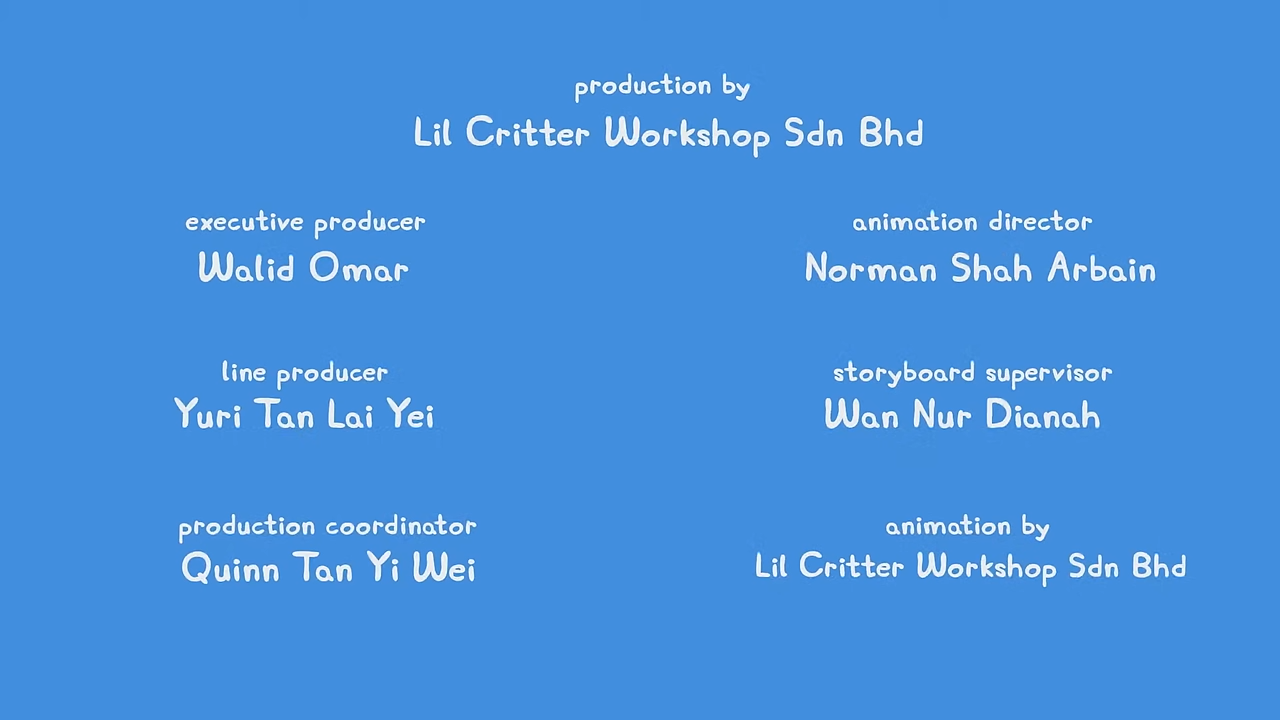 production by
Lil Critter Workshop Sdn Bhd
executive producer
Walid Omar
animation director
Norman Shah Arbain
line producer
Yuri Tan Lai Yei
storyboard supervisor
Wan Nur Dianah
production coordinator
Quinn Tan Yi Wei
animation by
Lil Critter Workshop Sdn Bhd